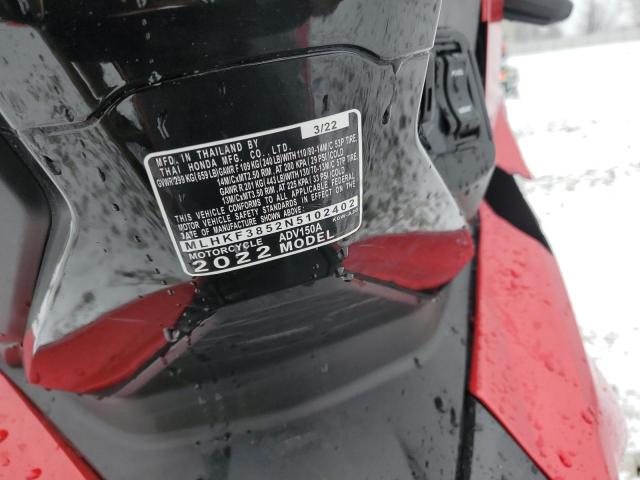 MFD. IN THAILAND BY 3/22
THAI HONDA MFG. CO., LTD.
GVWR 299 KG( 659 LB)GAWR F 109 KG( 240 LB)WITH 110/80-14M/C 53P TIRE,
14M/CxMT2.50 RIM , AT 200 KPA ( 29 PSI )COLD
GAWR R 201 KG( 443 LB)WITH 130/70-13M/C 57P TIRE,
13M/CxMT3.50 RIM , AT 225 KPA ( 33 PSI )COLD
THIS VEHICLE CONFORMS TO ALL APPLICABLE
FEDERAL MOTOR VEHICLE SAFETY STANDARDS
IN EFFECT ON THE DATE OF
MANUFACTURE SHOWN ABOVE.
MLHKF3852N5102402
MOTORCYCLE ADV150A
2022 MODEL